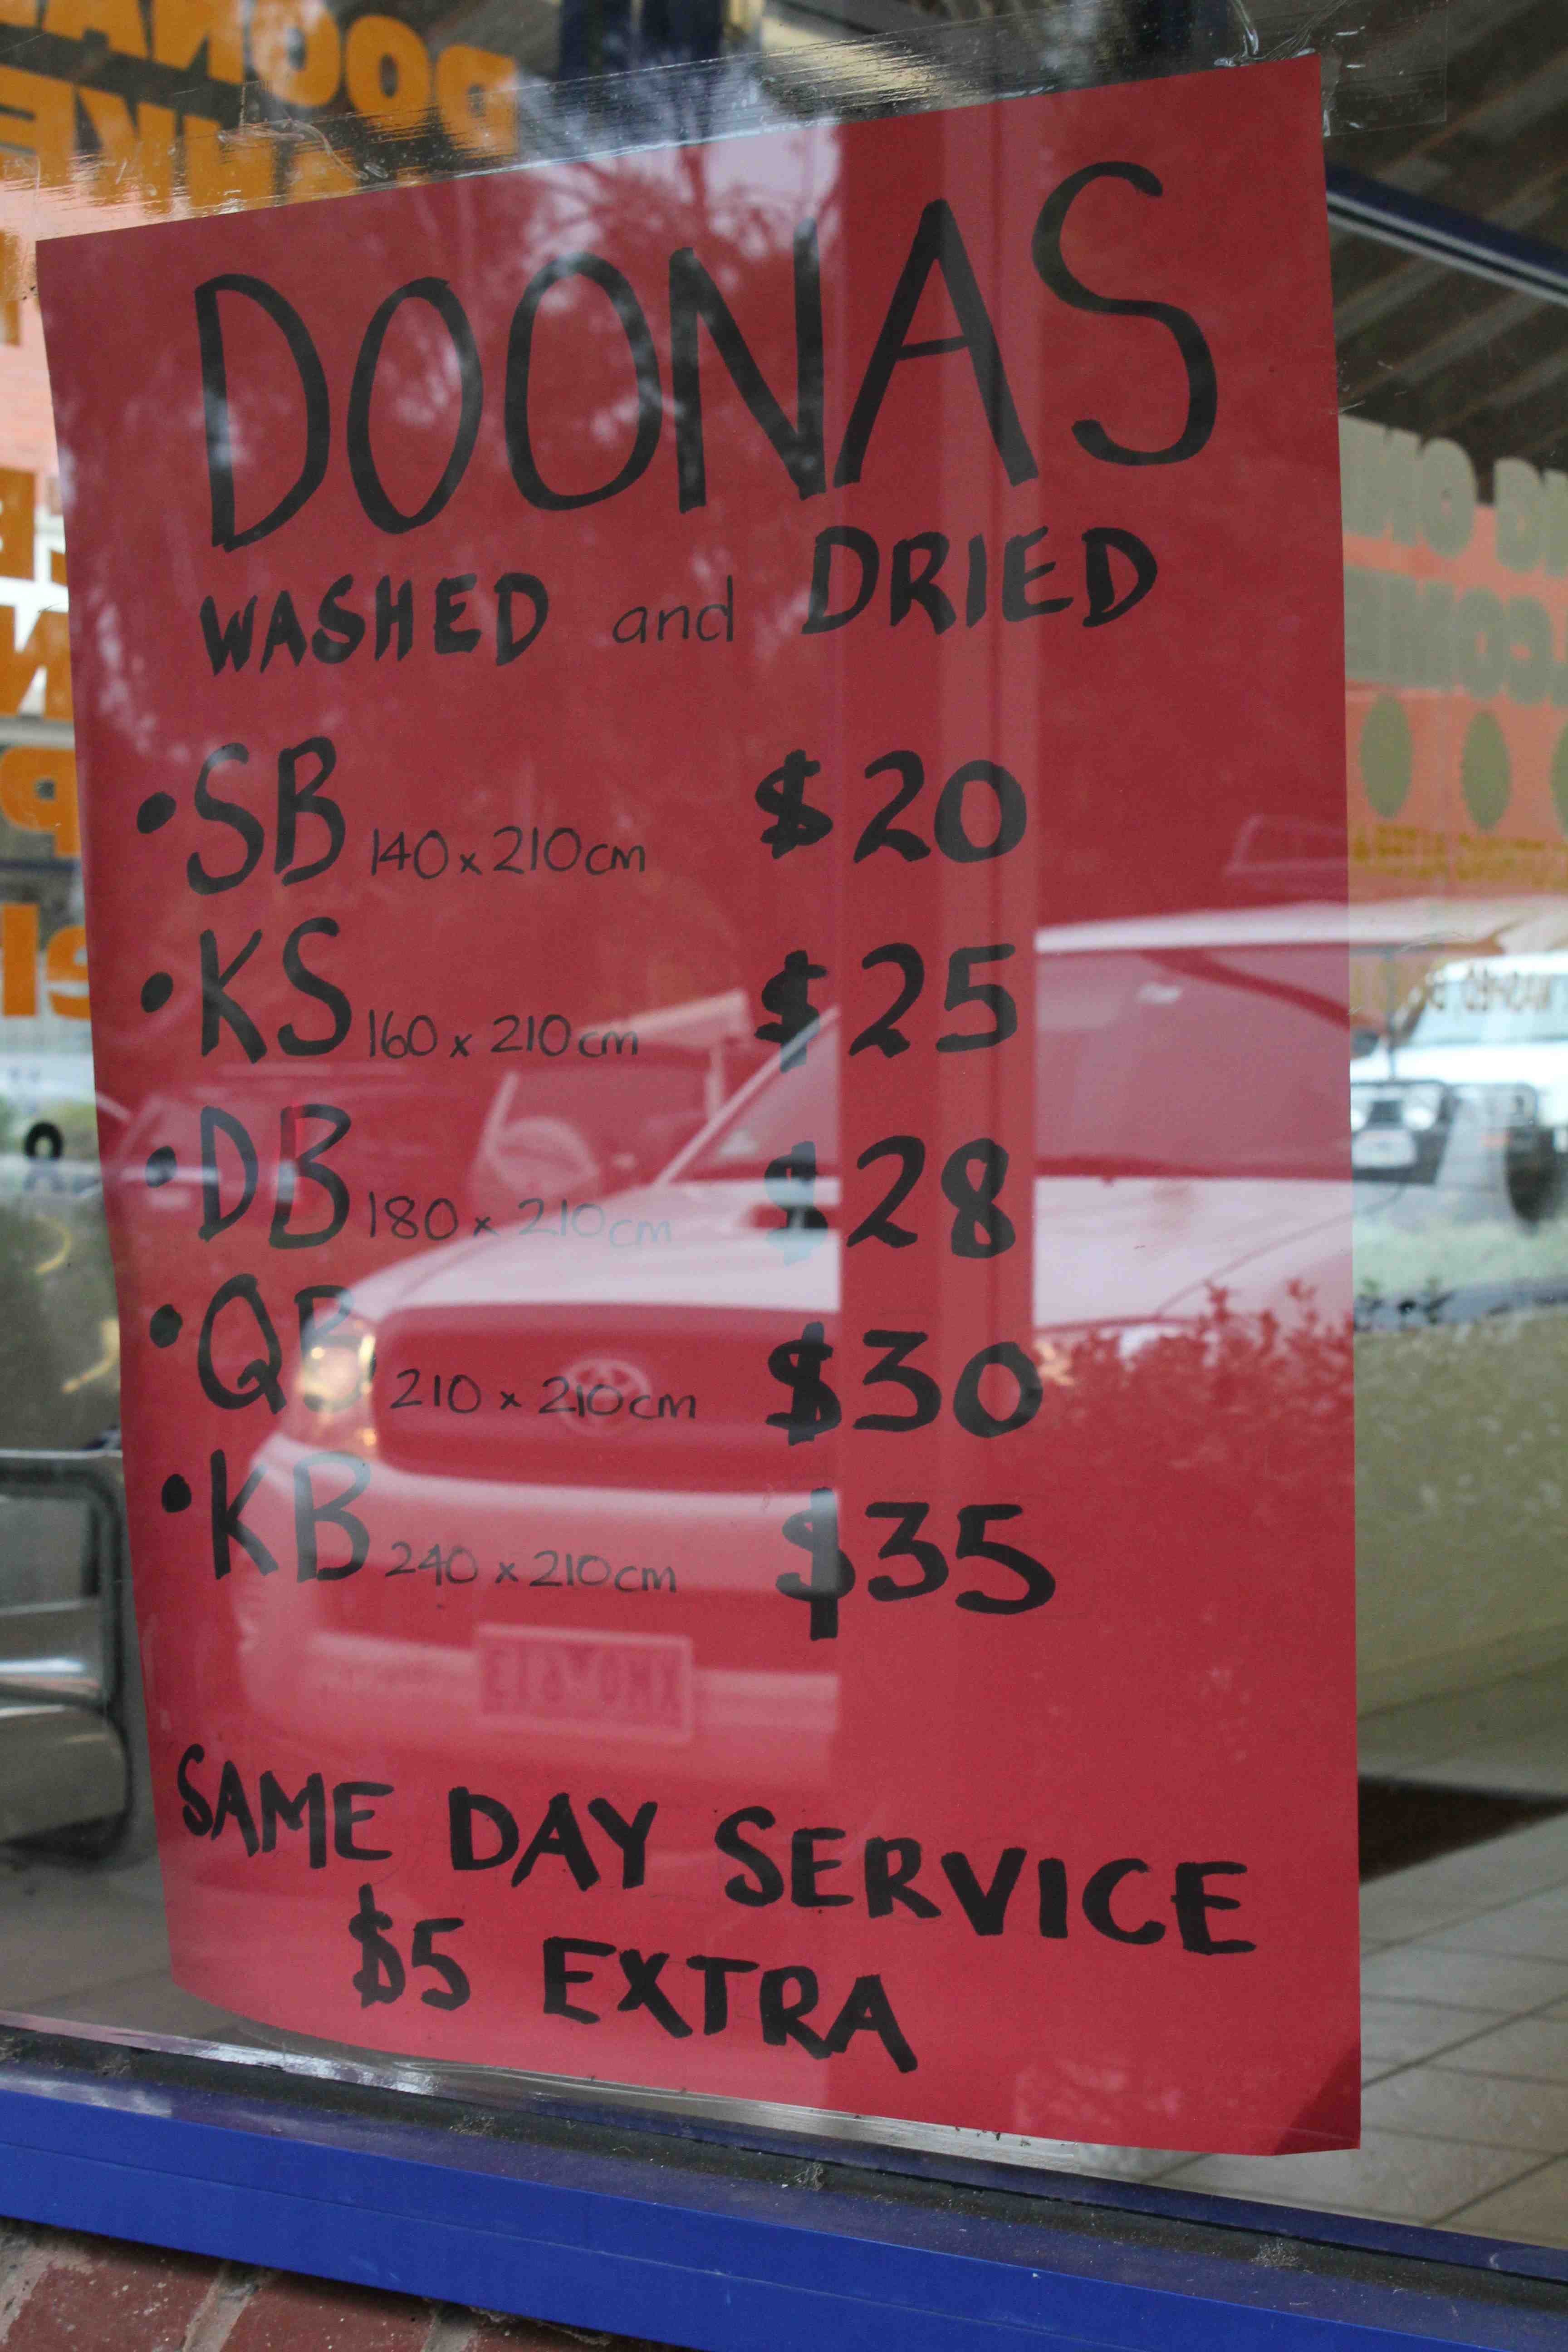 DOONAS
WASHED and DRIED
• SB 140 x 210cm $20
• KS 160 x 210cm $25
• DB 180 x 210cm $28
• QB 210 x 210cm $30
• KB 240 x 210cm $35
SAME DAY SERVICE
$5 EXTRA